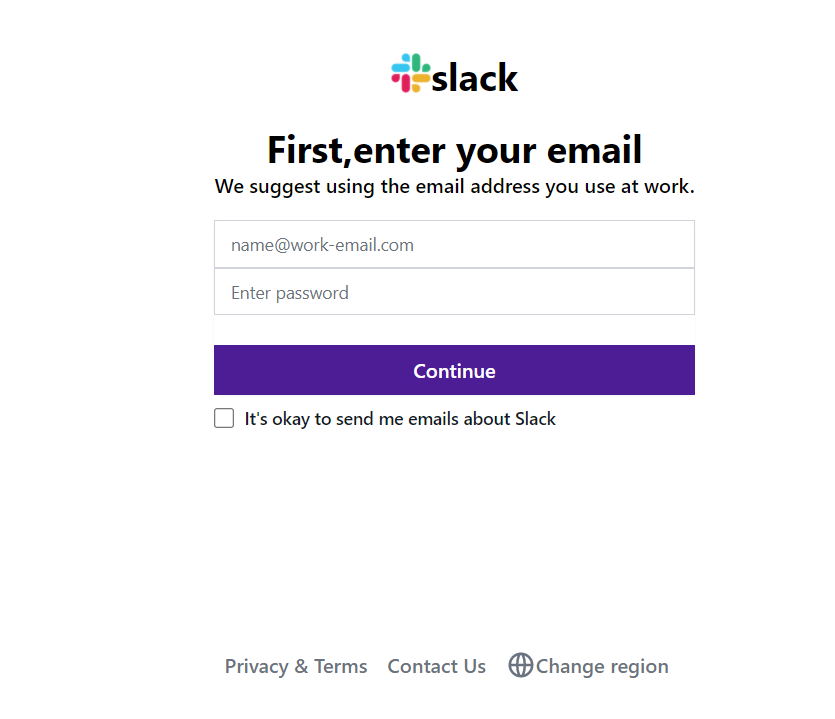 slack
First,enter your email
We suggest using the email address you use at work.
name@work-email.com
Enter password
Continue
It's okay to send me emails about Slack
Privacy & Terms Contact Us Change region